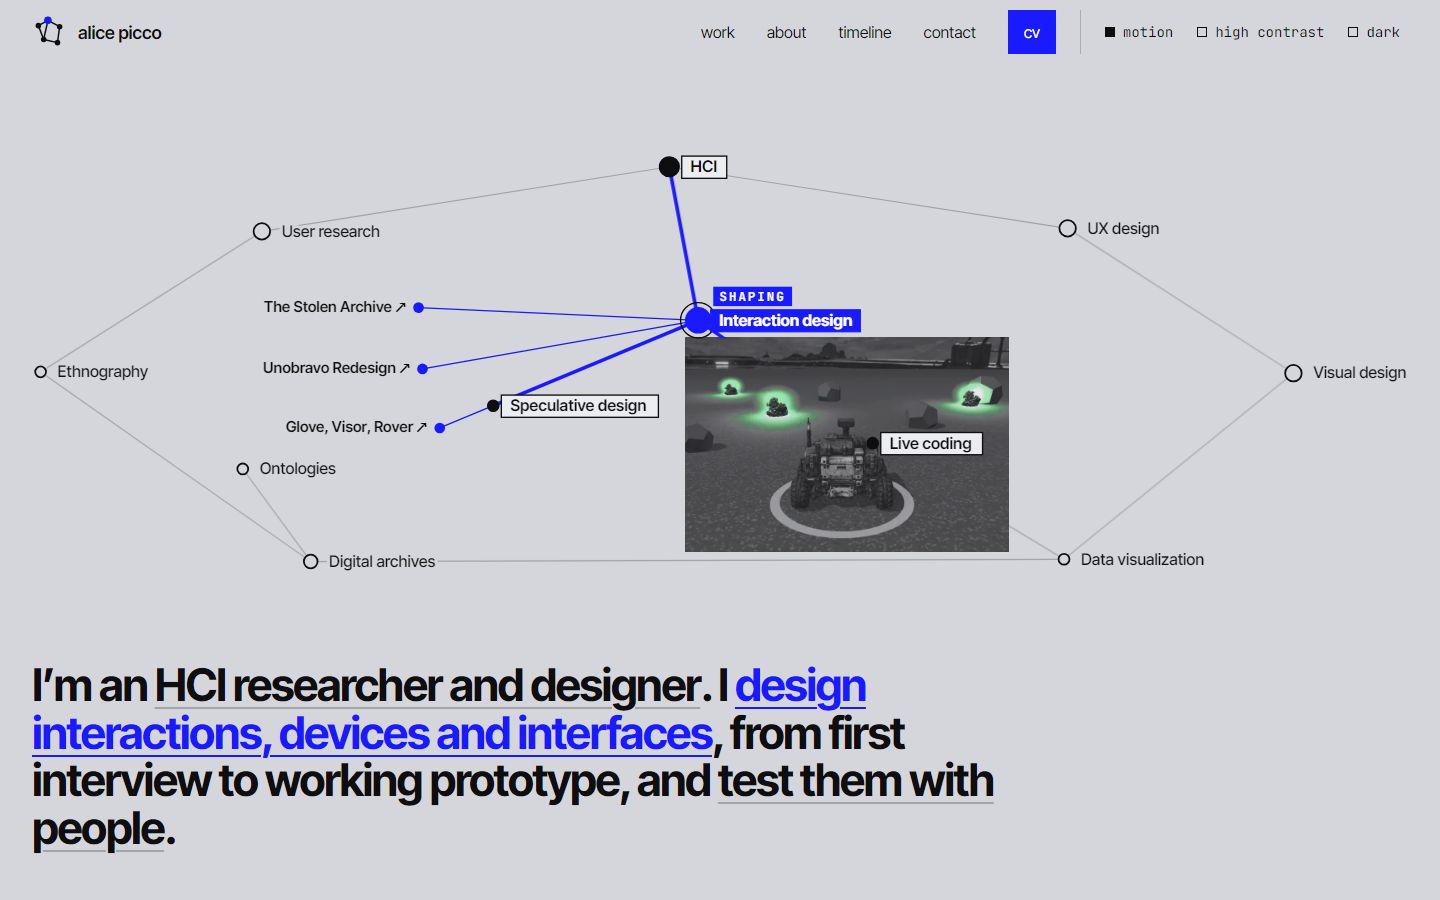 alice picco
work about timeline contact cv motion high contrast dark
HCI
User research
UX design
SHAPING
The Stolen Archive ↗
Interaction design
Unobravo Redesign ↗
Ethnography
Visual design
Speculative design
Glove, Visor, Rover ↗
Live coding
Ontologies
Digital archives
Data visualization
I’m an HCI researcher and designer. I design
interactions, devices and interfaces, from first
interview to working prototype, and test them with
people.